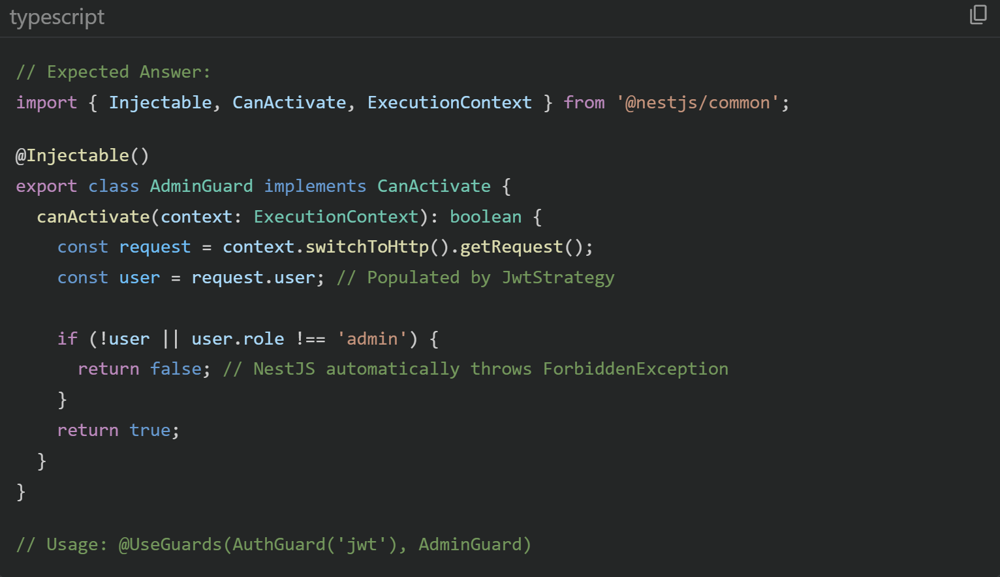 typescript
// Expected Answer:
import { Injectable, CanActivate, ExecutionContext } from '@nestjs/common';
@Injectable()
export class AdminGuard implements CanActivate {
  canActivate(context: ExecutionContext): boolean {
    const request = context.switchToHttp().getRequest();
    const user = request.user; // Populated by JwtStrategy
    if (!user || user.role !== 'admin') {
      return false; // NestJS automatically throws ForbiddenException
    }
    return true;
  }
}
// Usage: @UseGuards(AuthGuard('jwt'), AdminGuard)